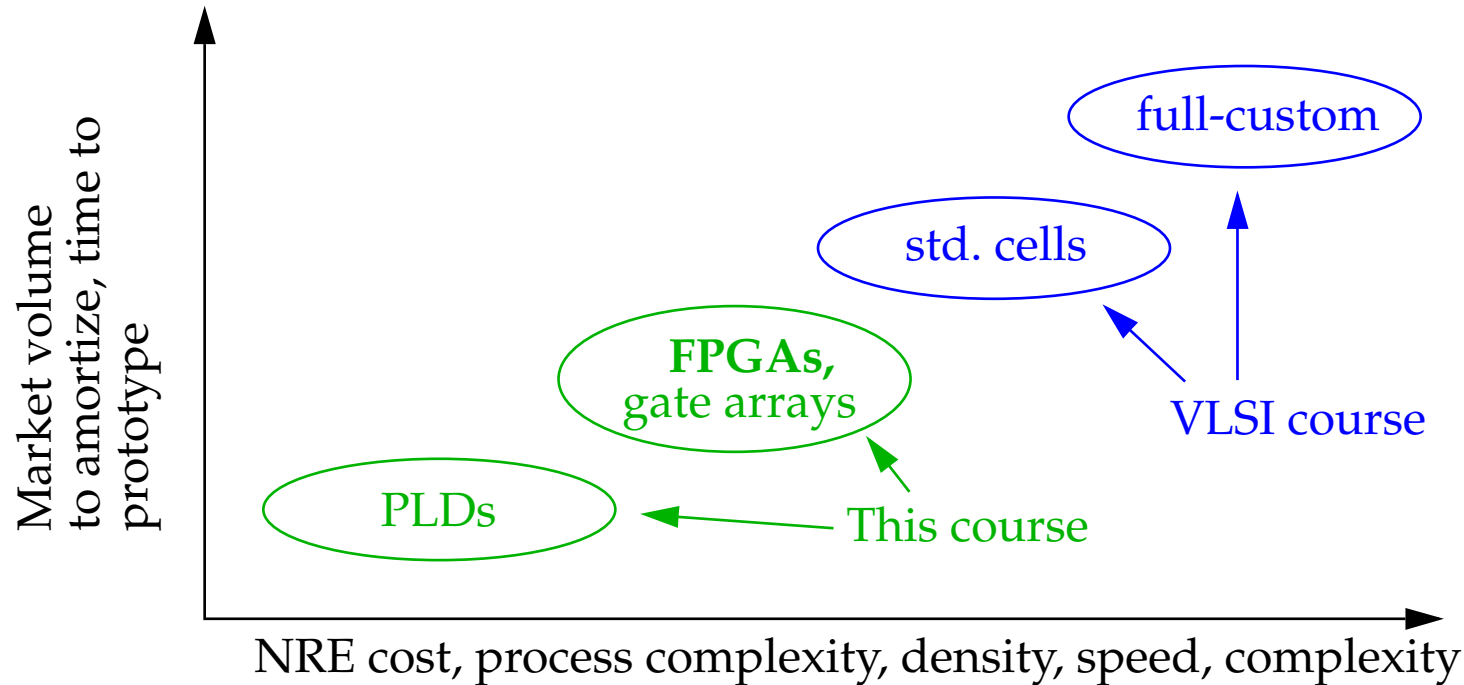 Market volume
to amortize, time to
prototype
full-custom
std. cells
FPGAs,
gate arrays
VLSI course
PLDs
This course
NRE cost, process complexity, density, speed, complexity